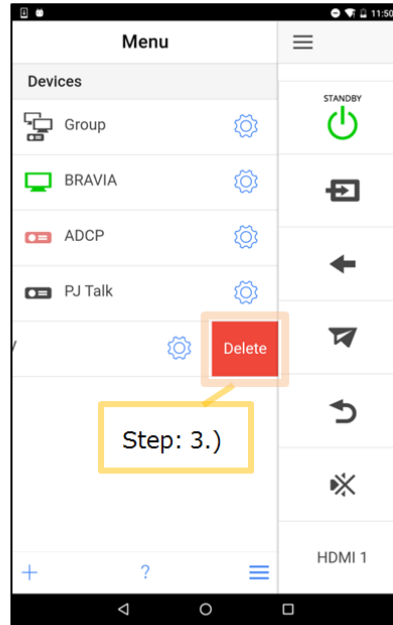 11:50
Menu
Devices
Group
BRAVIA
ADCP
PJ Talk
Delete
Step: 3.)
+
?
STANDBY
HDMI 1